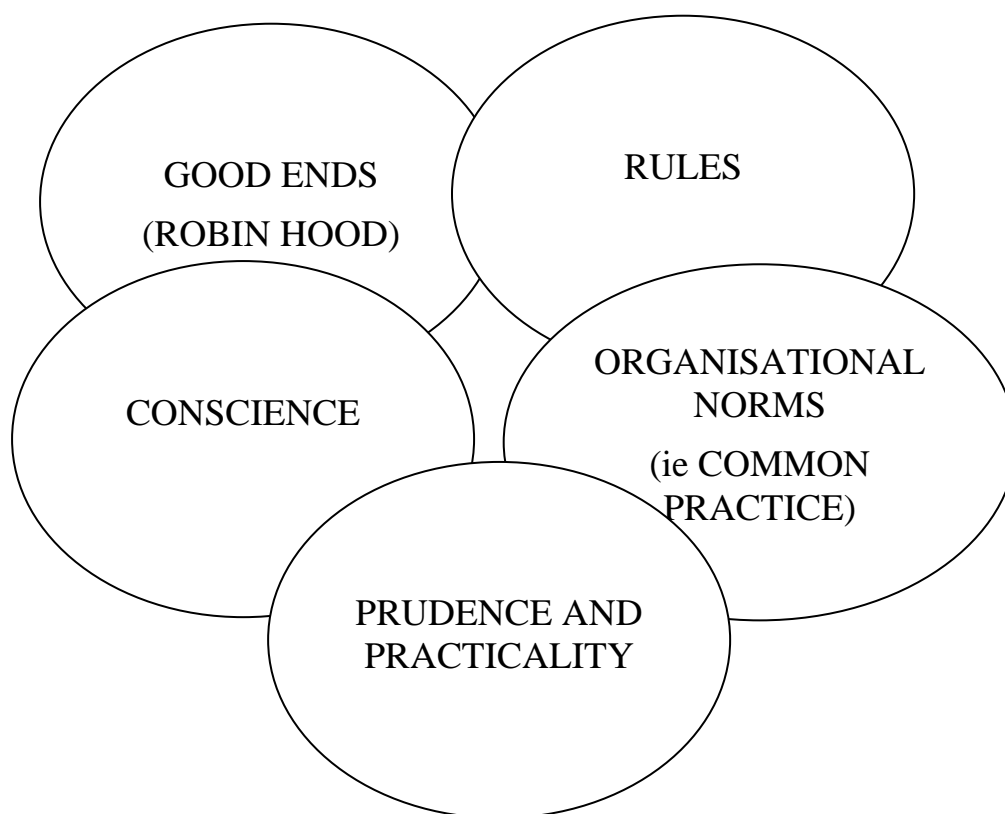 GOOD ENDS
(ROBIN HOOD)
RULES
CONSCIENCE
ORGANISATIONAL
NORMS
(ie COMMON
PRACTICE)
PRUDENCE AND
PRACTICALITY